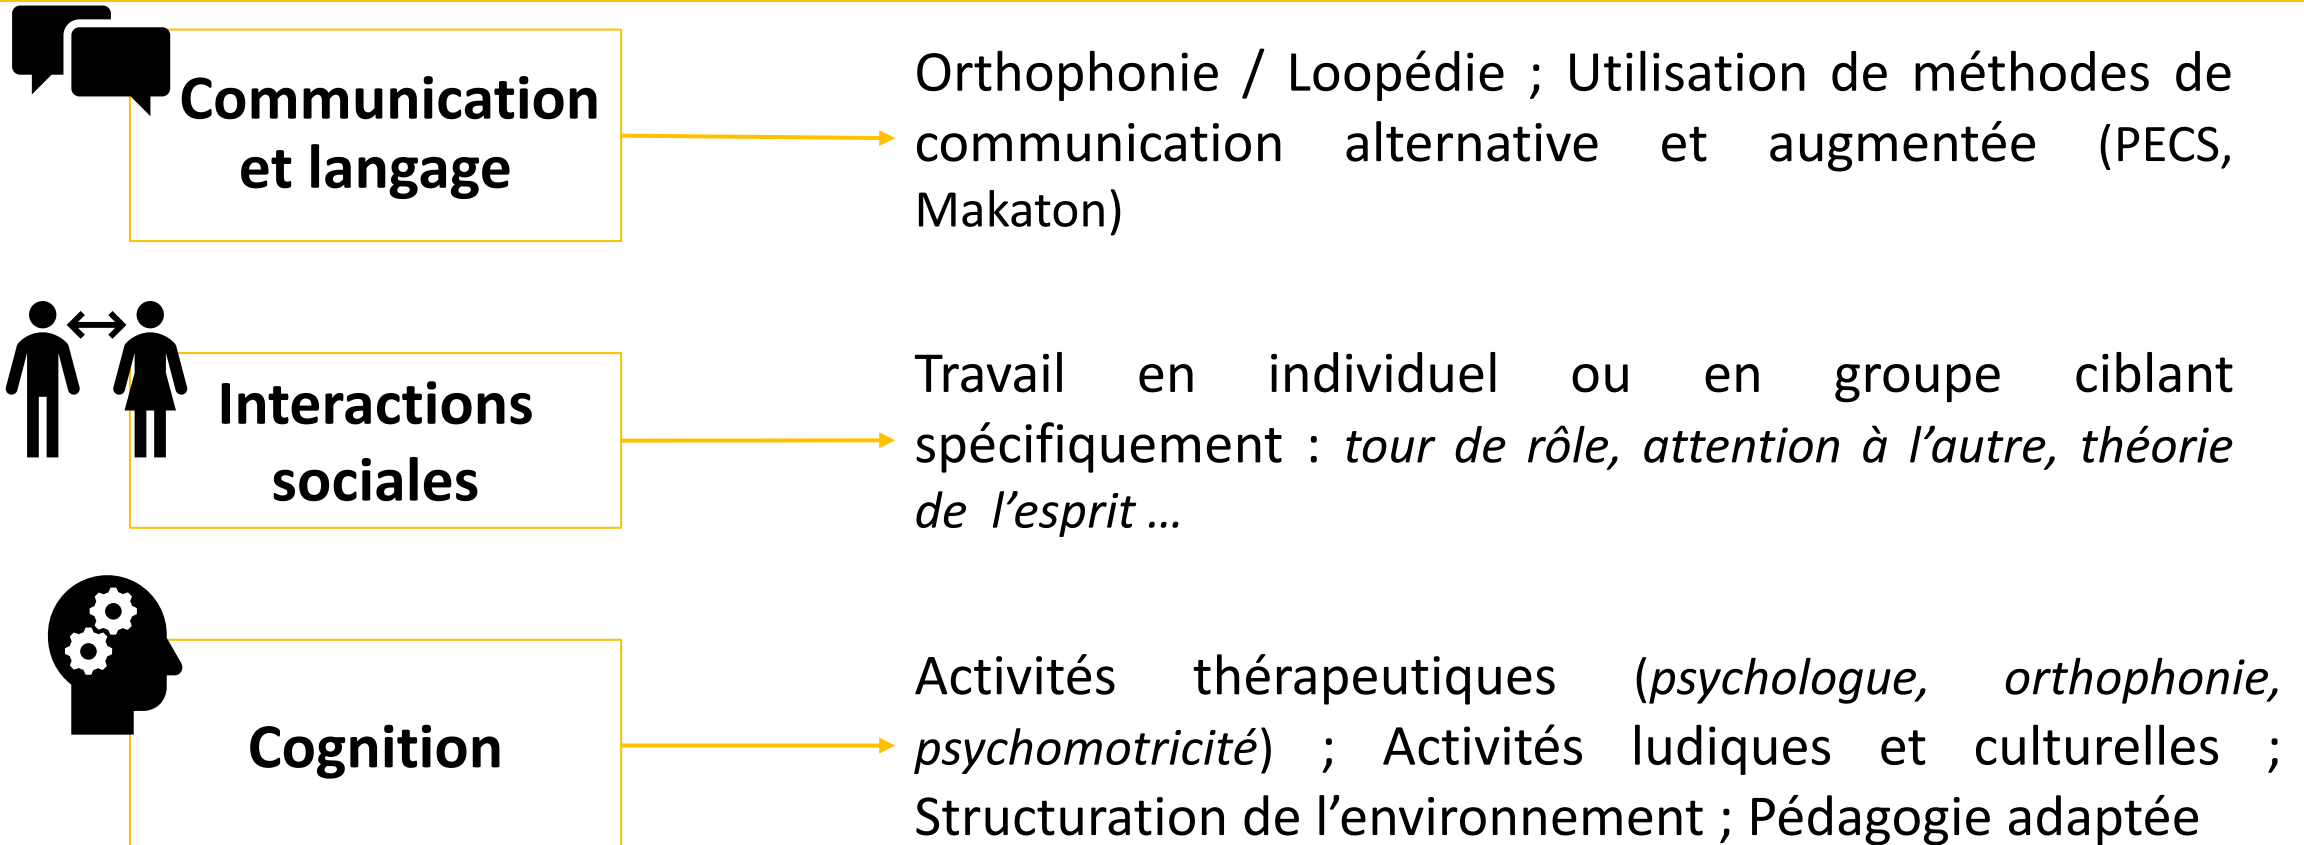 Communication
et langage
Orthophonie / Loopédie ; Utilisation de méthodes de
communication alternative et augmentée (PECS,
Makaton)
Interactions
sociales
Travail en individuel ou en groupe ciblant
spécifiquement : tour de rôle, attention à l’autre, théorie
de l’esprit …
Cognition
Activités thérapeutiques (psychologue, orthophonie,
psychomotricité) ; Activités ludiques et culturelles ;
Structuration de l’environnement ; Pédagogie adaptée